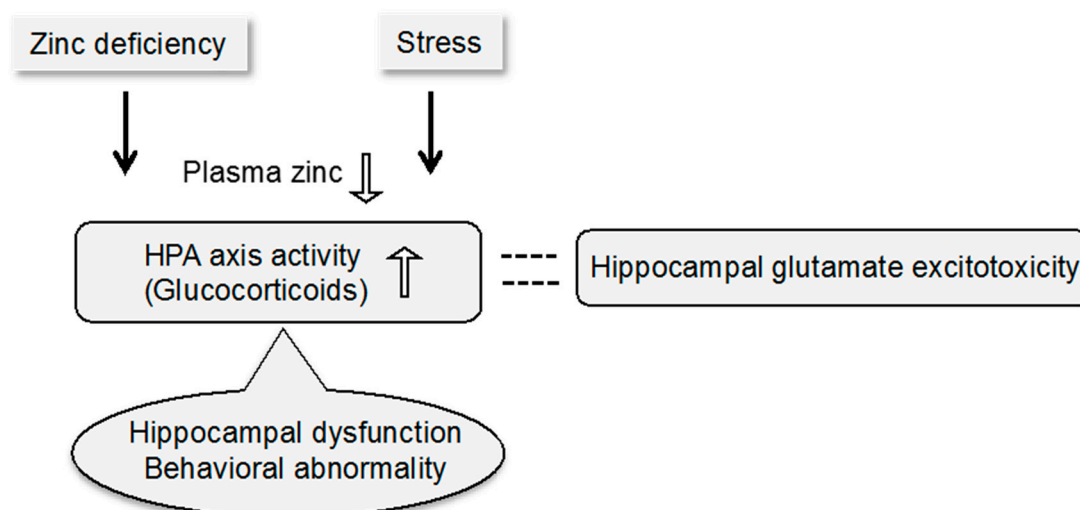 Zinc deficiency
Stress
Plasma zinc
HPA axis activity
(Glucocorticoids)
Hippocampal glutamate excitotoxicity
Hippocampal dysfunction
Behavioral abnormality